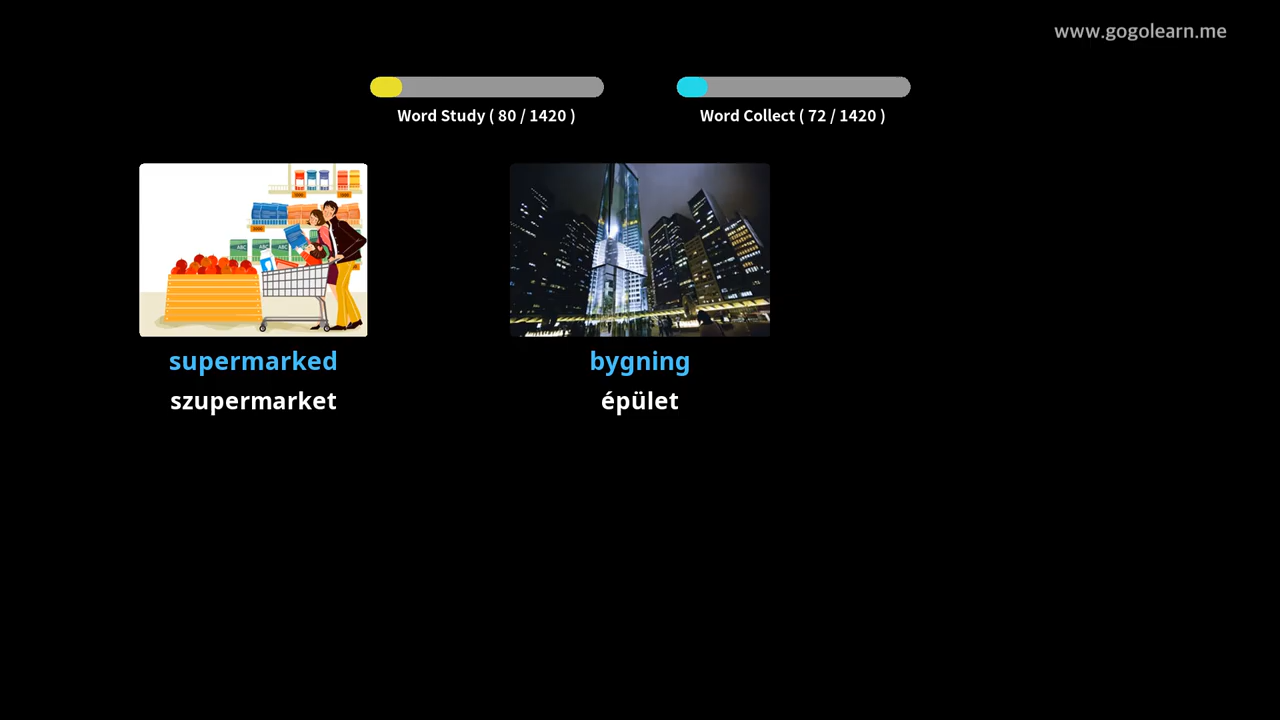 www.gogolearn.me
Word Study ( 80 / 1420 )
Word Collect ( 72 / 1420 )
supermarked
szupermarket
bygning
épület